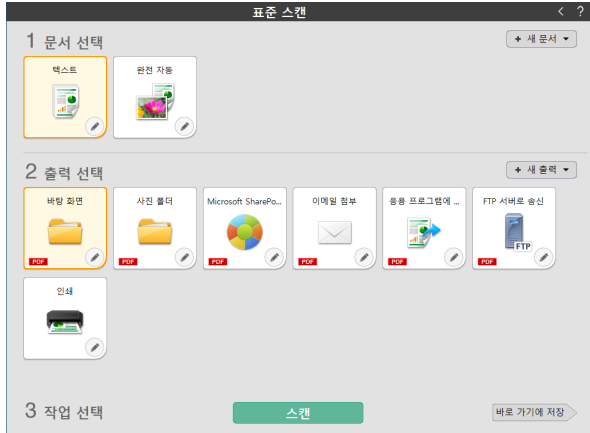 표준 스캔
< ?
1 문서 선택
+ 새 문서
텍스트
완전 자동
2 출력 선택
+ 새 출력
바탕 화면
사진 폴더
Microsoft SharePo...
이메일 첨부
응용 프로그램에 ...
FTP 서버로 송신
PDF
PDF
PDF
PDF
PDF
FTP
인쇄
3 작업 선택
스캔
바로 가기에 저장